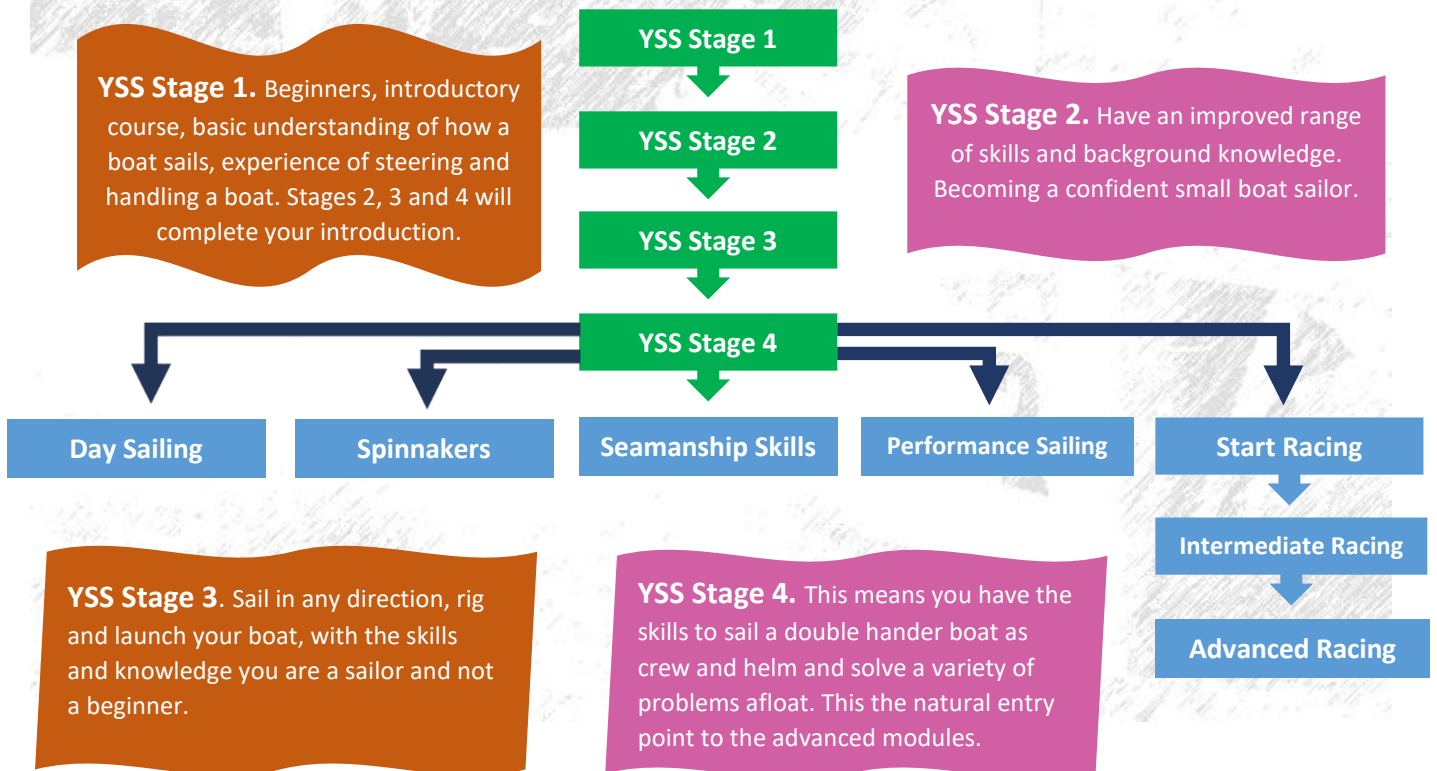 YSS Stage 1
YSS Stage 1. Beginners, introductory
course, basic understanding of how a
boat sails, experience of steering and
handling a boat. Stages 2, 3 and 4 will
complete your introduction.
YSS Stage 2
YSS Stage 2. Have an improved range
of skills and background knowledge.
Becoming a confident small boat sailor.
YSS Stage 3
YSS Stage 4
Day Sailing
Spinnakers
Seamanship Skills
Performance Sailing
Start Racing
Intermediate Racing
Advanced Racing
YSS Stage 3. Sail in any direction, rig
and launch your boat, with the skills
and knowledge you are a sailor and not
a beginner.
YSS Stage 4. This means you have the
skills to sail a double hander boat as
crew and helm and solve a variety of
problems afloat. This the natural entry
point to the advanced modules.